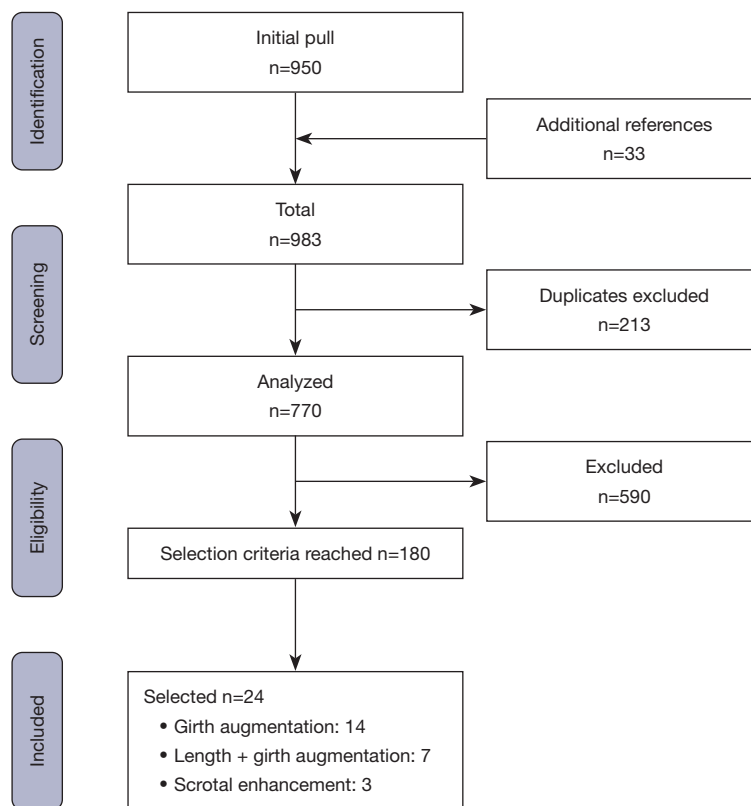 Identification
Initial pull
n=950
Additional references
n=33
Total
n=983
Screening
Duplicates excluded
n=213
Analyzed
n=770
Eligibility
Excluded
n=590
Selection criteria reached n=180
Included
Selected n=24
• Girth augmentation: 14
• Length + girth augmentation: 7
• Scrotal enhancement: 3